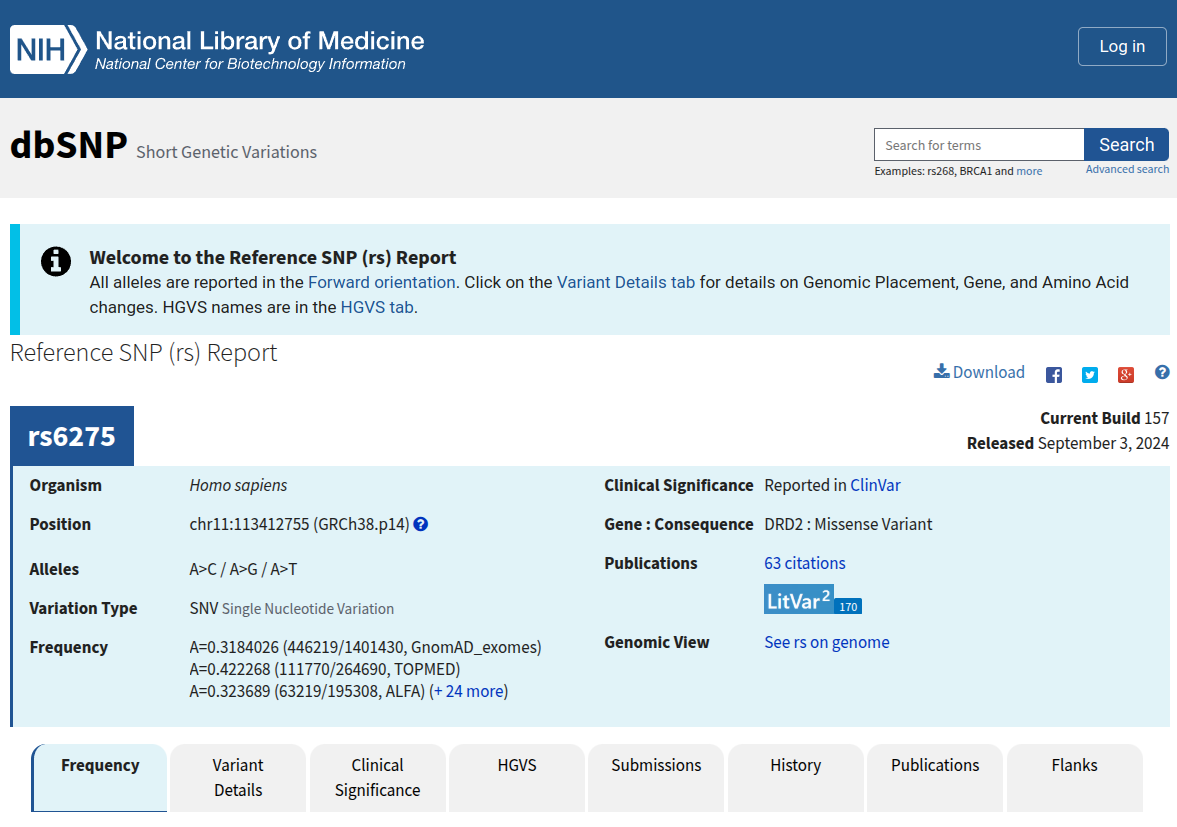 NIH National Library of Medicine
National Center for Biotechnology Information
Log in
dbSNP Short Genetic Variations
Search for terms
Search
Examples: rs268, BRCA1 and more
Advanced search
Welcome to the Reference SNP (rs) Report
All alleles are reported in the Forward orientation. Click on the Variant Details tab for details on Genomic Placement, Gene, and Amino Acid
changes. HGVS names are in the HGVS tab.
Reference SNP (rs) Report
Download
rs6275
Current Build 157
Released September 3, 2024
Organism Homo sapiens
Position chr11:113412755 (GRCh38.p14)
Alleles A>C / A>G / A>T
Variation Type SNV Single Nucleotide Variation
Frequency A=0.3184026 (446219/1401430, GnomAD_exomes)
A=0.422268 (111770/264690, TOPMED)
A=0.323689 (63219/195308, ALFA) (+ 24 more)
Clinical Significance Reported in ClinVar
Gene : Consequence DRD2 : Missense Variant
Publications 63 citations
LitVar2 170
Genomic View See rs on genome
Frequency
Variant
Details
Clinical
Significance
HGVS
Submissions
History
Publications
Flanks